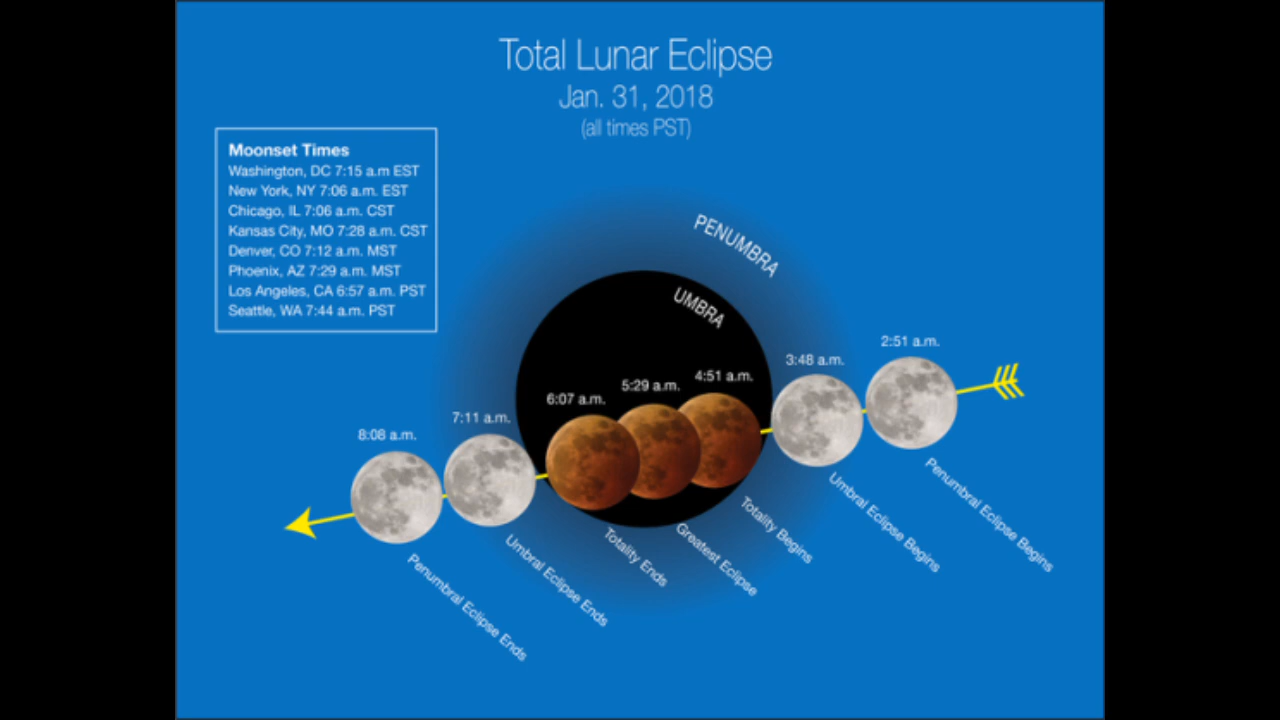 Total Lunar Eclipse
Jan. 31, 2018
(all times PST)
Moonset Times
Washington, DC 7:15 a.m EST
New York, NY 7:06 a.m. EST
Chicago, IL 7:06 a.m. CST
Kansas City, MO 7:28 a.m. CST
Denver, CO 7:12 a.m. MST
Phoenix, AZ 7:29 a.m. MST
Los Angeles, CA 6:57 a.m. PST
Seattle, WA 7:44 a.m. PST
PENUMBRA
UMBRA
8:08 a.m.
7:11 a.m.
6:07 a.m.
5:29 a.m.
4:51 a.m.
3:48 a.m.
2:51 a.m.
Penumbral Eclipse Ends
Umbral Eclipse Ends
Totality Ends
Greatest Eclipse
Totality Begins
Umbral Eclipse Begins
Penumbral Eclipse Begins